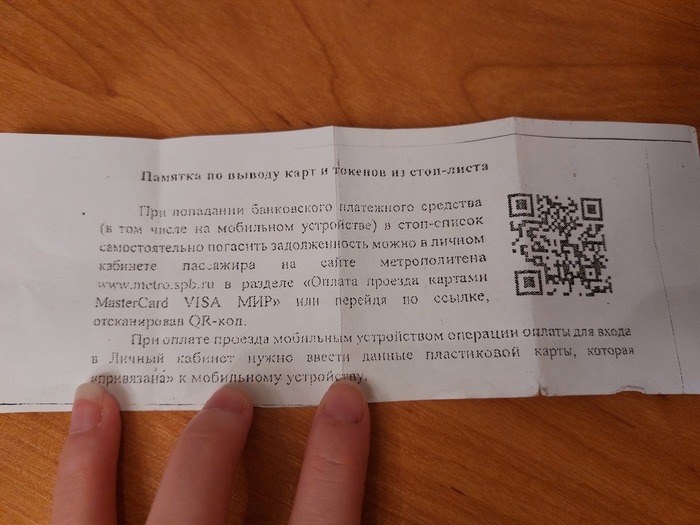 Памятка по выводу карт и токенов из стоп-листа
При попадании банковского платежного средства
(в том числе на мобильном устройстве) в стоп-список
самостоятельно погасить задолженность можно в личном
кабинете пассажира на сайте метрополитена
www.metro.spb.ru в разделе «Оплата проезда картами
MasterCard VISA МИР» или перейдя по ссылке,
отсканировав QR-код.
При оплате проезда мобильным устройством операции оплаты для входа
в Личный кабинет нужно ввести данные пластиковой карты, которая
«привязана» к мобильному устройству.